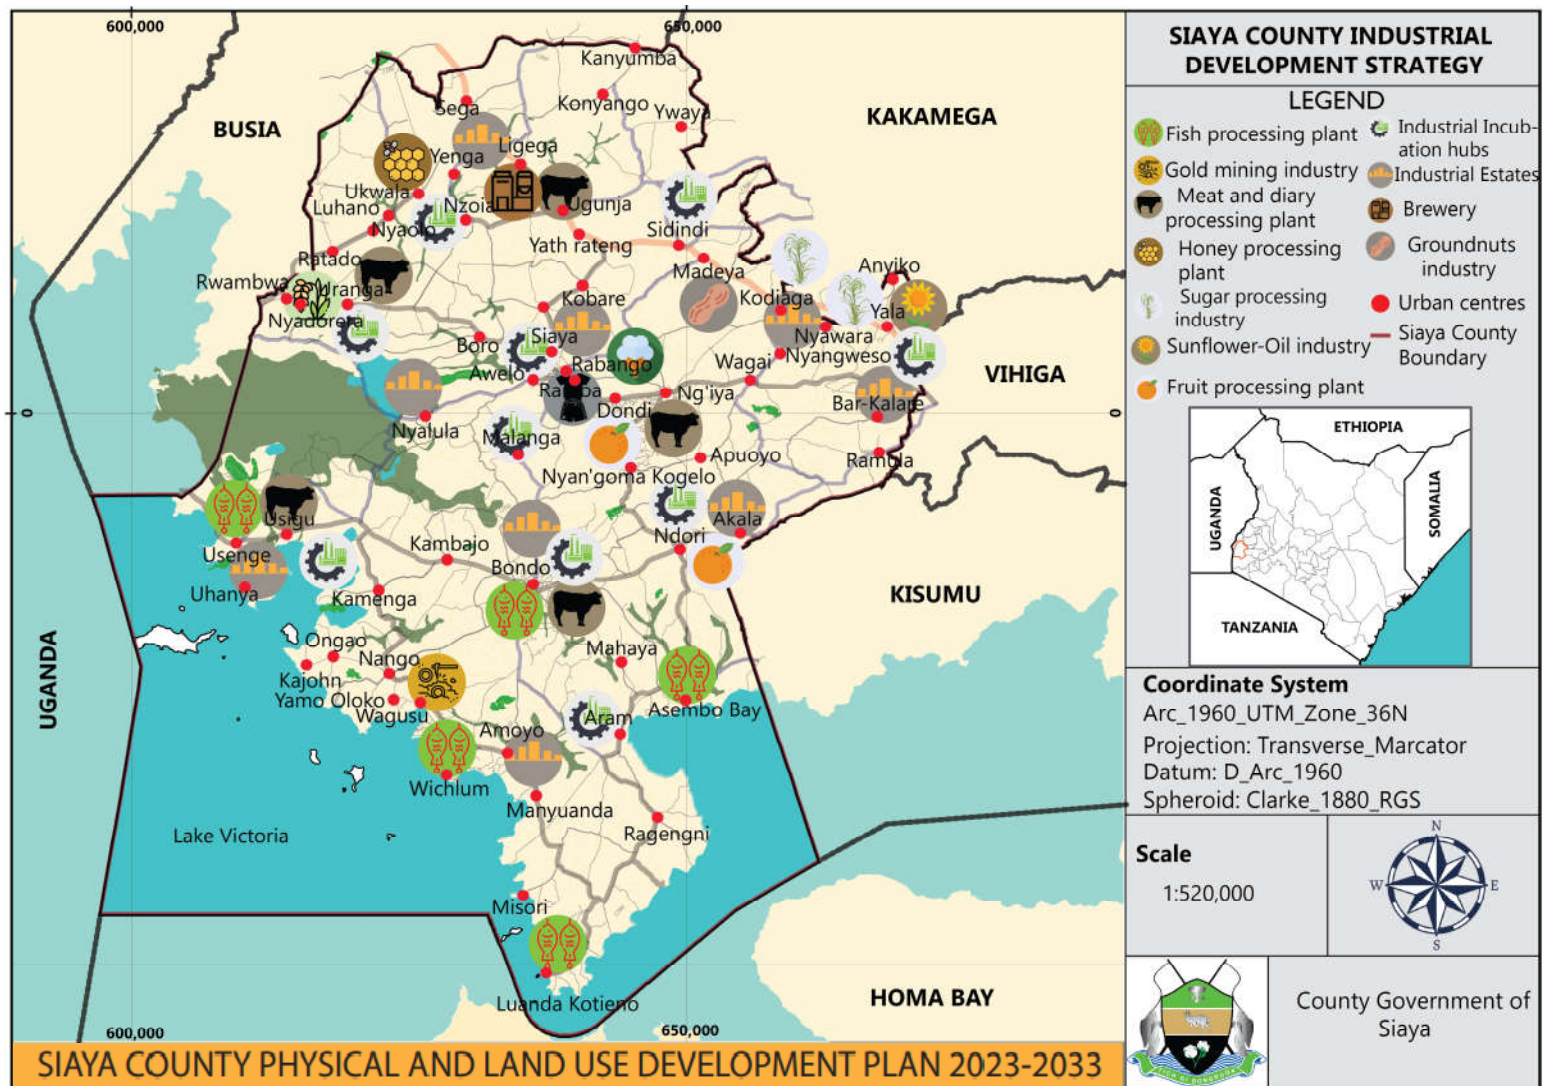 600,000
650,000
BUSIA
KAKAMEGA
VIHIGA
KISUMU
HOMA BAY
UGANDA
0
0
Kanyumba
Sega
Konyango
Ywaya
Yenga
Ligega
Ukwala
Luhano
Nzoia
Ugunja
Nyaolo
Yath rateng
Sidindi
Ratado
Madeya
Anyiko
Rwambwa
Uranga
Kobare
Kodiaga
Nyadorera
Yala
Siaya
Nyawara
Boro
Rabango
Wagai
Nyangweso
Awelo
Ramba
Ng'iya
Dondi
Bar-Kalare
Nyalula
Malanga
Apuoyo
Ramula
Nyan'goma Kogelo
Usigu
Akala
Usenge
Kambajo
Ndori
Bondo
Uhanya
Kamenga
Ongao
Mahaya
Nango
Kajohn
Yamo Oloko
Wagusu
Asembo Bay
Aram
Amoyo
Wichlum
Manyuanda
Ragengni
Lake Victoria
Misori
Luanda Kotieno
600,000
650,000
SIAYA COUNTY PHYSICAL AND LAND USE DEVELOPMENT PLAN 2023-2033
SIAYA COUNTY INDUSTRIAL
DEVELOPMENT STRATEGY
LEGEND
Fish processing plant
Gold mining industry
Meat and diary
processing plant
Honey processing
plant
Sugar processing
industry
Sunflower-Oil industry
Fruit processing plant
Industrial Incub-
ation hubs
Industrial Estates
Brewery
Groundnuts
industry
Urban centres
Siaya County
Boundary
ETHIOPIA
UGANDA
SOMALIA
TANZANIA
Coordinate System
Arc_1960_UTM_Zone_36N
Projection: Transverse_Marcator
Datum: D_Arc_1960
Spheroid: Clarke_1880_RGS
Scale
1:520,000
N
W
E
S
County Government of
Siaya